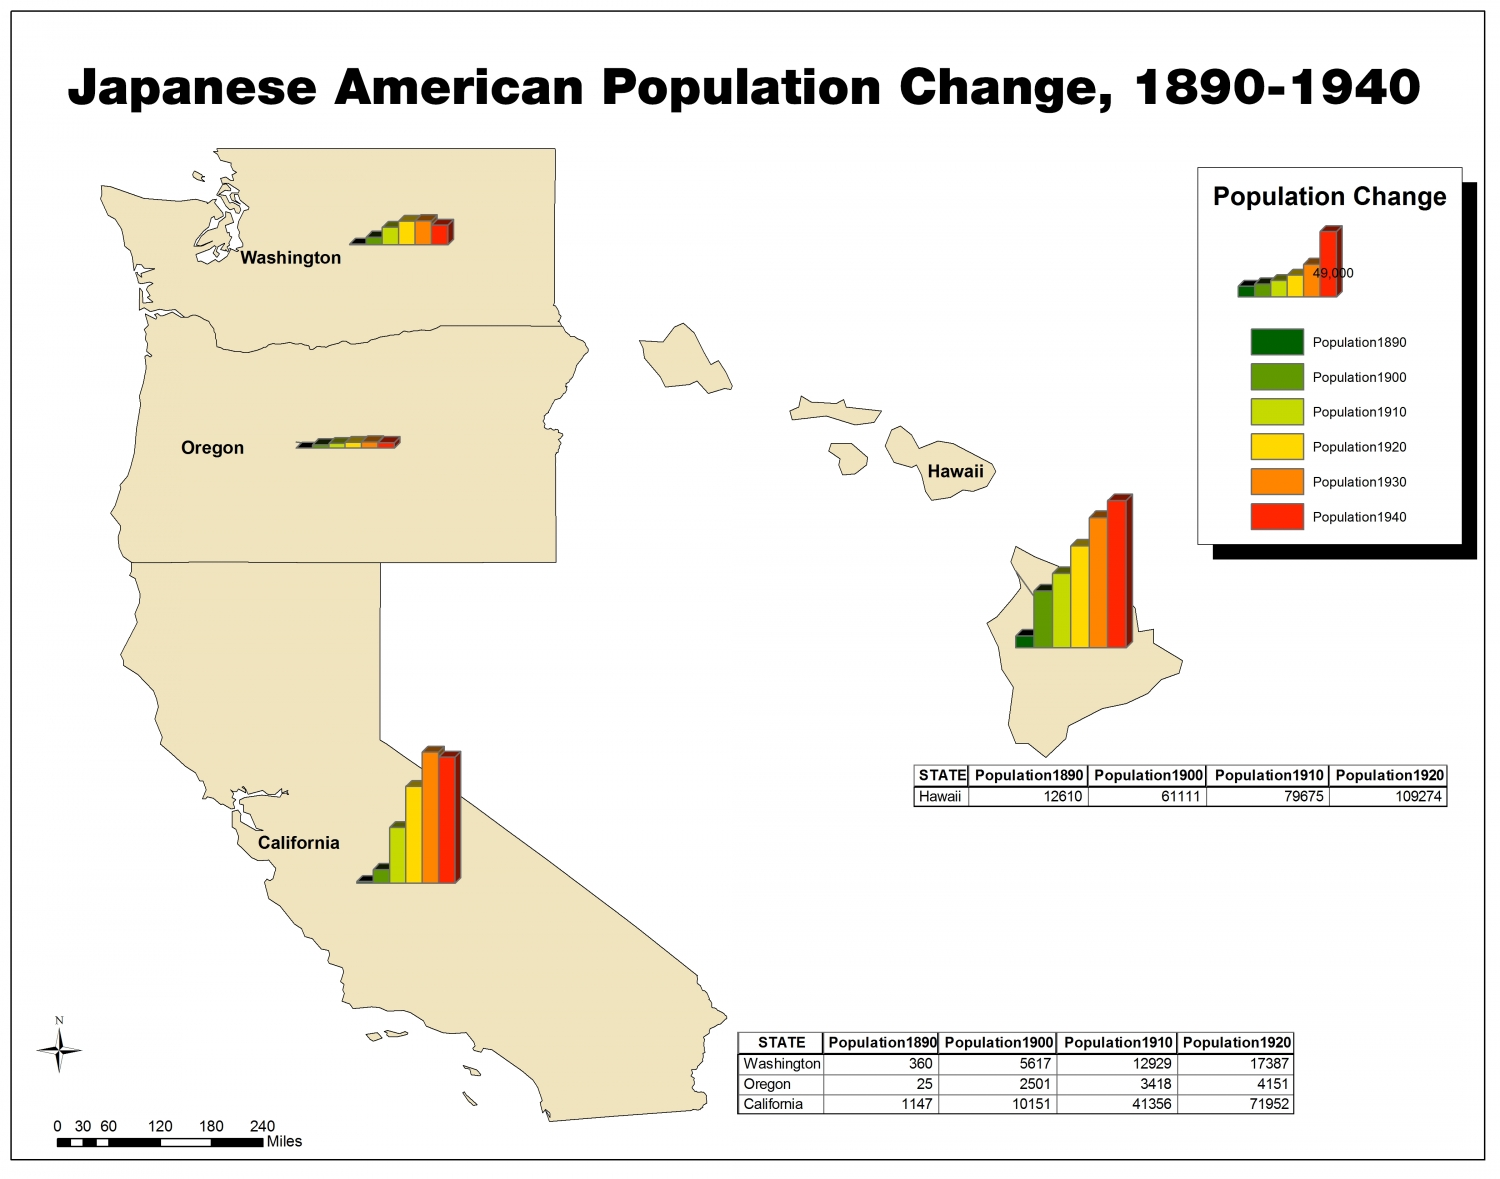 Japanese American Population Change, 1890-1940
Washington
Oregon
California
Hawaii
Population Change
49,000
Population1890
Population1900
Population1910
Population1920
Population1930
Population1940
STATE Population1890 Population1900 Population1910 Population1920
Hawaii 12610 61111 79675 109274
STATE Population1890 Population1900 Population1910 Population1920
Washington 360 5617 12929 17387
Oregon 25 2501 3418 4151
California 1147 10151 41356 71952
N
0 30 60 120 180 240
Miles